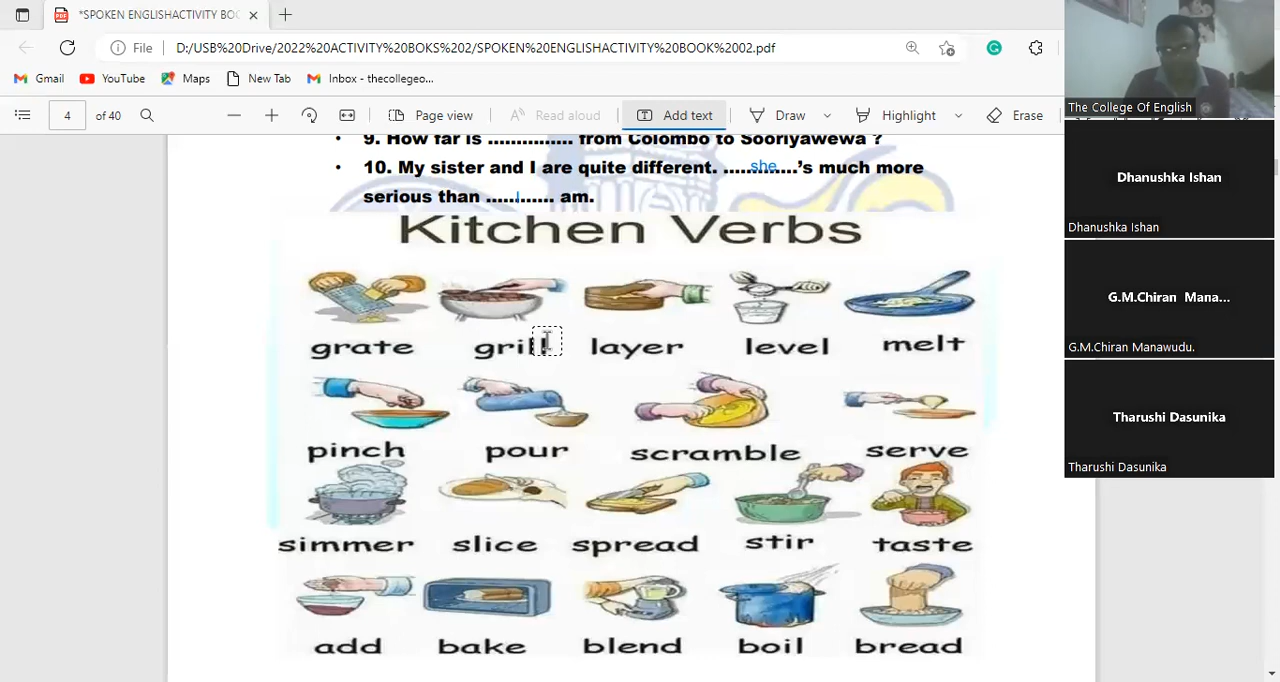 *SPOKEN ENGLISHACTIVITY BOO
File D:/USB%20Drive/2022%20ACTIVITY%20BOKS%202/SPOKEN%20ENGLISHACTIVITY%20BOOK%2002.pdf
Gmail YouTube Maps New Tab Inbox - thecollegeo...
4 of 40 Page view Read aloud Add text Draw Highlight Erase
The College Of English
Dhanushka Ishan
Dhanushka Ishan
G.M.Chiran Mana...
G.M.Chiran Manawudu.
Tharushi Dasunika
Tharushi Dasunika
• 9. How far is ............... from Colombo to Sooriyawewa ?
• 10. My sister and I are quite different. .....she.....'s much more
serious than ......I...... am.
Kitchen Verbs
grate grill layer level melt
pinch pour scramble serve
simmer slice spread stir taste
add bake blend boil bread